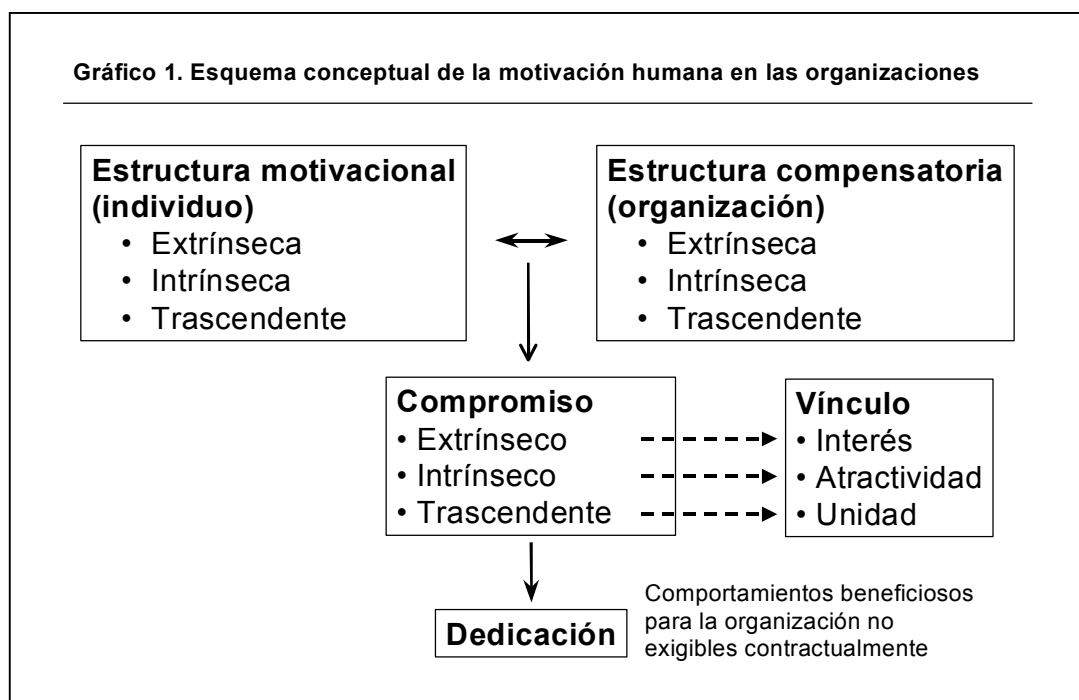 Gráfico 1. Esquema conceptual de la motivación humana en las organizaciones
Estructura motivacional
(individuo)
• Extrínseca
• Intrínseca
• Trascendente
Estructura compensatoria
(organización)
• Extrínseca
• Intrínseca
• Trascendente
Compromiso
• Extrínseco
• Intrínseco
• Trascendente
Vínculo
• Interés
• Atractividad
• Unidad
Dedicación
Comportamientos beneficiosos
para la organización no
exigibles contractualmente